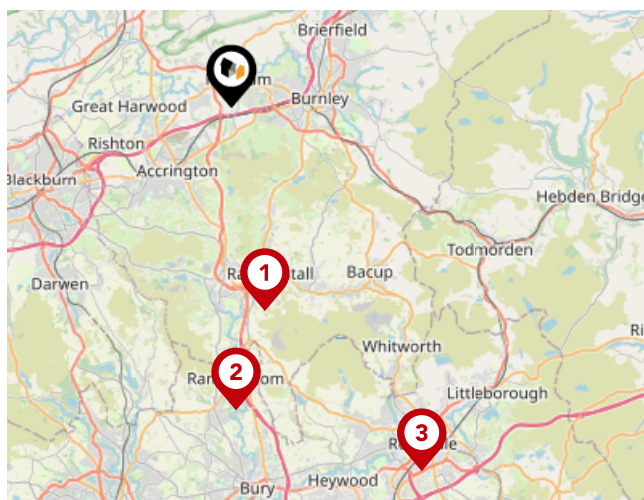 Brierfield
Great Harwood
Burnley
Rishton
Accrington
Blackburn
Hebden Bridge
Todmorden
1
Bacup
Darwen
Whitworth
2
Littleborough
3
Heywood
Bury